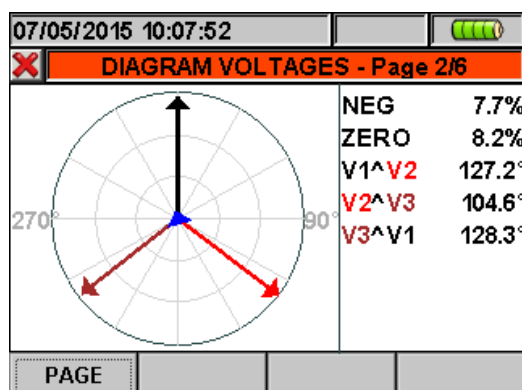 07/05/2015 10:07:52
DIAGRAM VOLTAGES - Page 2/6
NEG 7.7%
ZERO 8.2%
V1^V2 127.2°
V2^V3 104.6°
V3^V1 128.3°
270° 90°
PAGE